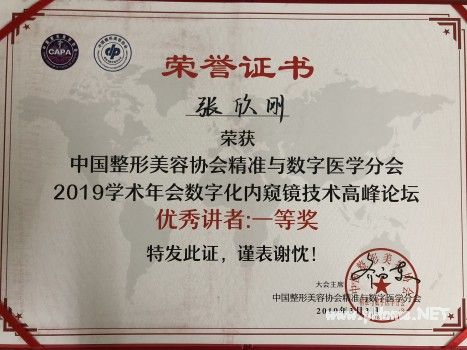 CAPA
荣誉证书
张欣刚
荣获
中国整形美容协会精准与数字医学分会
2019学术年会数字化内窥镜技术高峰论坛
优秀讲者:一等奖
特发此证，谨表谢忱！
大会主席
中国整形美容协会精准与数字医学分会